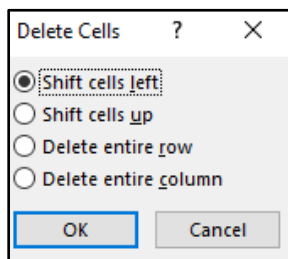 Delete Cells ?
Shift cells left
Shift cells up
Delete entire row
Delete entire column
OK Cancel